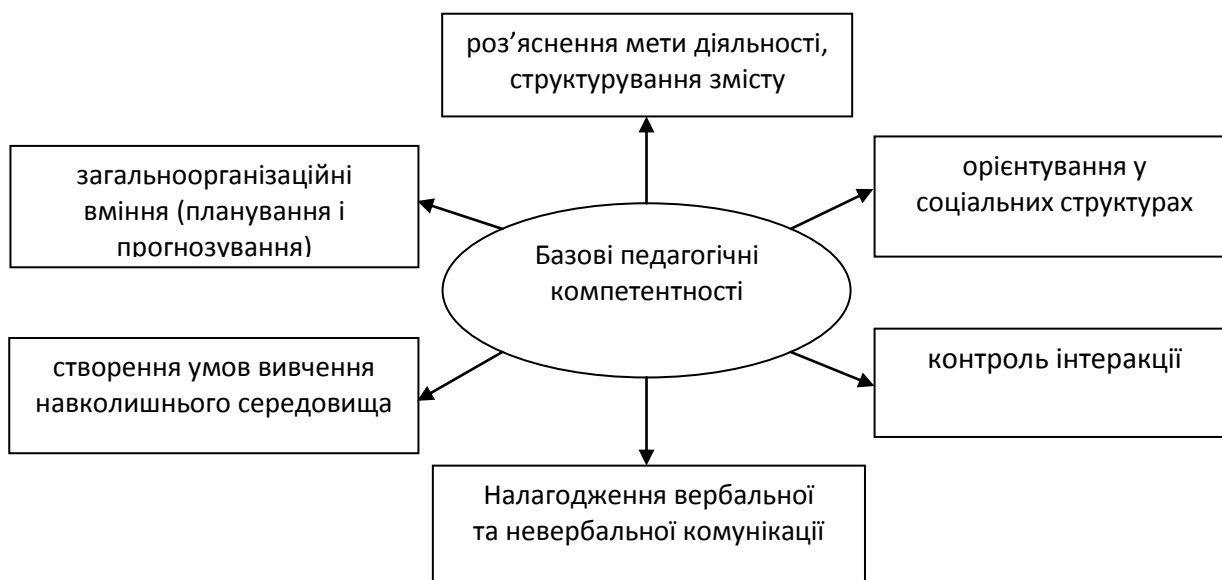 роз’яснення мети діяльності,
структурування змісту
загальноорганізаційні
вміння (планування і
прогнозування)
орієнтування у
соціальних структурах
Базові педагогічні
компетентності
створення умов вивчення
навколишнього середовища
контроль інтеракції
Налагодження вербальної
та невербальної комунікації